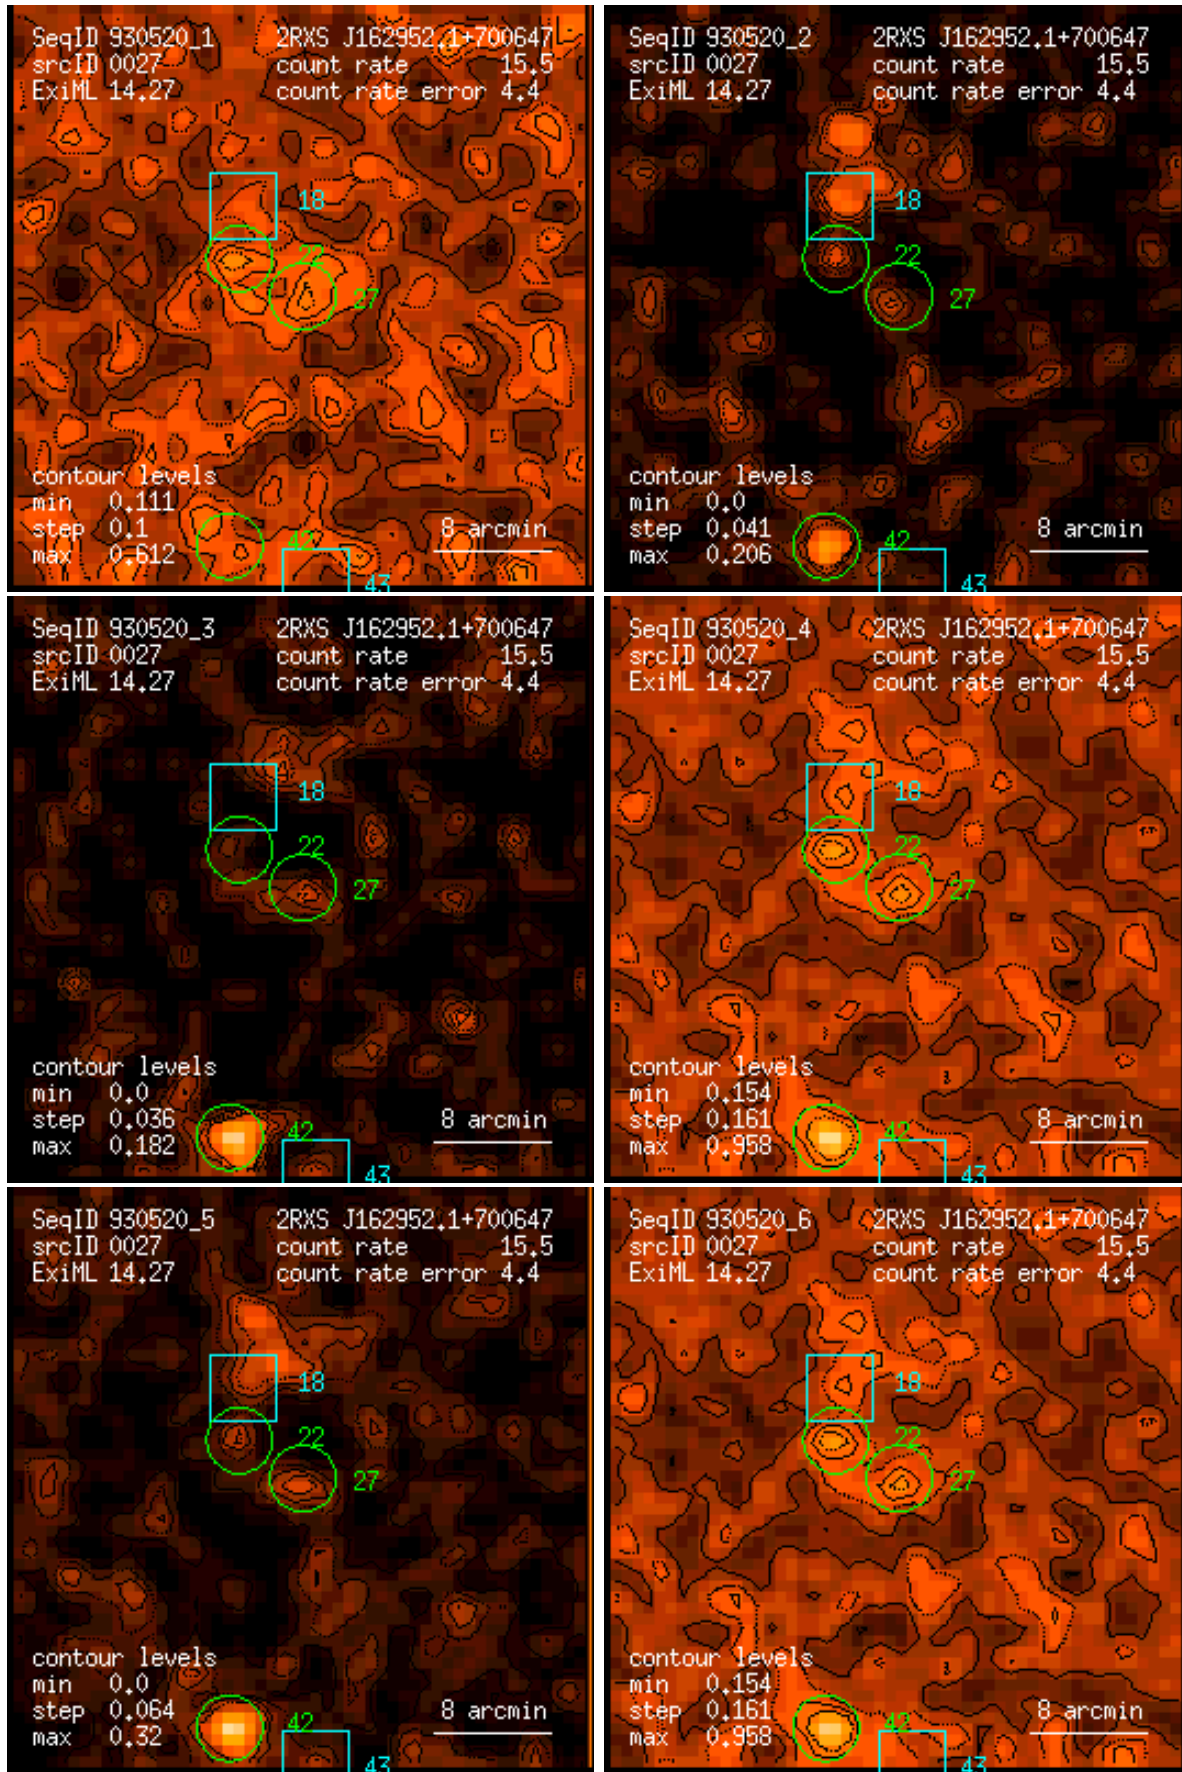 SeqID 930520_1 2RXS J162952.1+700647
srcID 0027 count rate 15.5
ExiML 14.27 count rate error 4.4
18
22
27
contour levels
min 0.111
step 0.1
max 0.612
8 arcmin
42
43
SeqID 930520_2 2RXS J162952.1+700647
srcID 0027 count rate 15.5
ExiML 14.27 count rate error 4.4
18
22
27
contour levels
min 0.0
step 0.041
max 0.206
8 arcmin
42
43
SeqID 930520_3 2RXS J162952.1+700647
srcID 0027 count rate 15.5
ExiML 14.27 count rate error 4.4
18
22
27
contour levels
min 0.0
step 0.036
max 0.182
8 arcmin
42
43
SeqID 930520_4 2RXS J162952.1+700647
srcID 0027 count rate 15.5
ExiML 14.27 count rate error 4.4
18
22
27
contour levels
min 0.154
step 0.161
max 0.958
8 arcmin
42
43
SeqID 930520_5 2RXS J162952.1+700647
srcID 0027 count rate 15.5
ExiML 14.27 count rate error 4.4
18
22
27
contour levels
min 0.0
step 0.064
max 0.32
8 arcmin
42
43
SeqID 930520_6 2RXS J162952.1+700647
srcID 0027 count rate 15.5
ExiML 14.27 count rate error 4.4
18
22
27
contour levels
min 0.154
step 0.161
max 0.958
8 arcmin
42
43